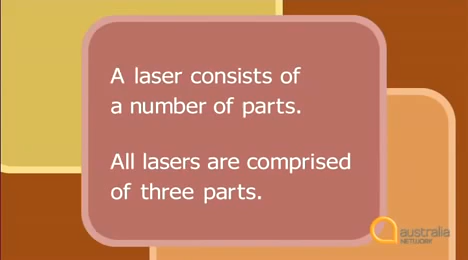 A laser consists of
a number of parts.
All lasers are comprised
of three parts.
australia
NETWORK